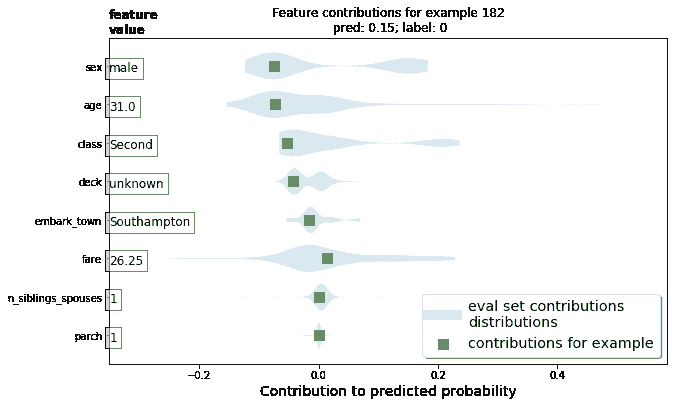 feature
value
Feature contributions for example 182
pred: 0.15; label: 0
sex male
age 31.0
class Second
deck unknown
embark_town Southampton
fare 26.25
n_siblings_spouses 1
parch 1
eval set contributions
distributions
contributions for example
−0.2 0.0 0.2 0.4
Contribution to predicted probability